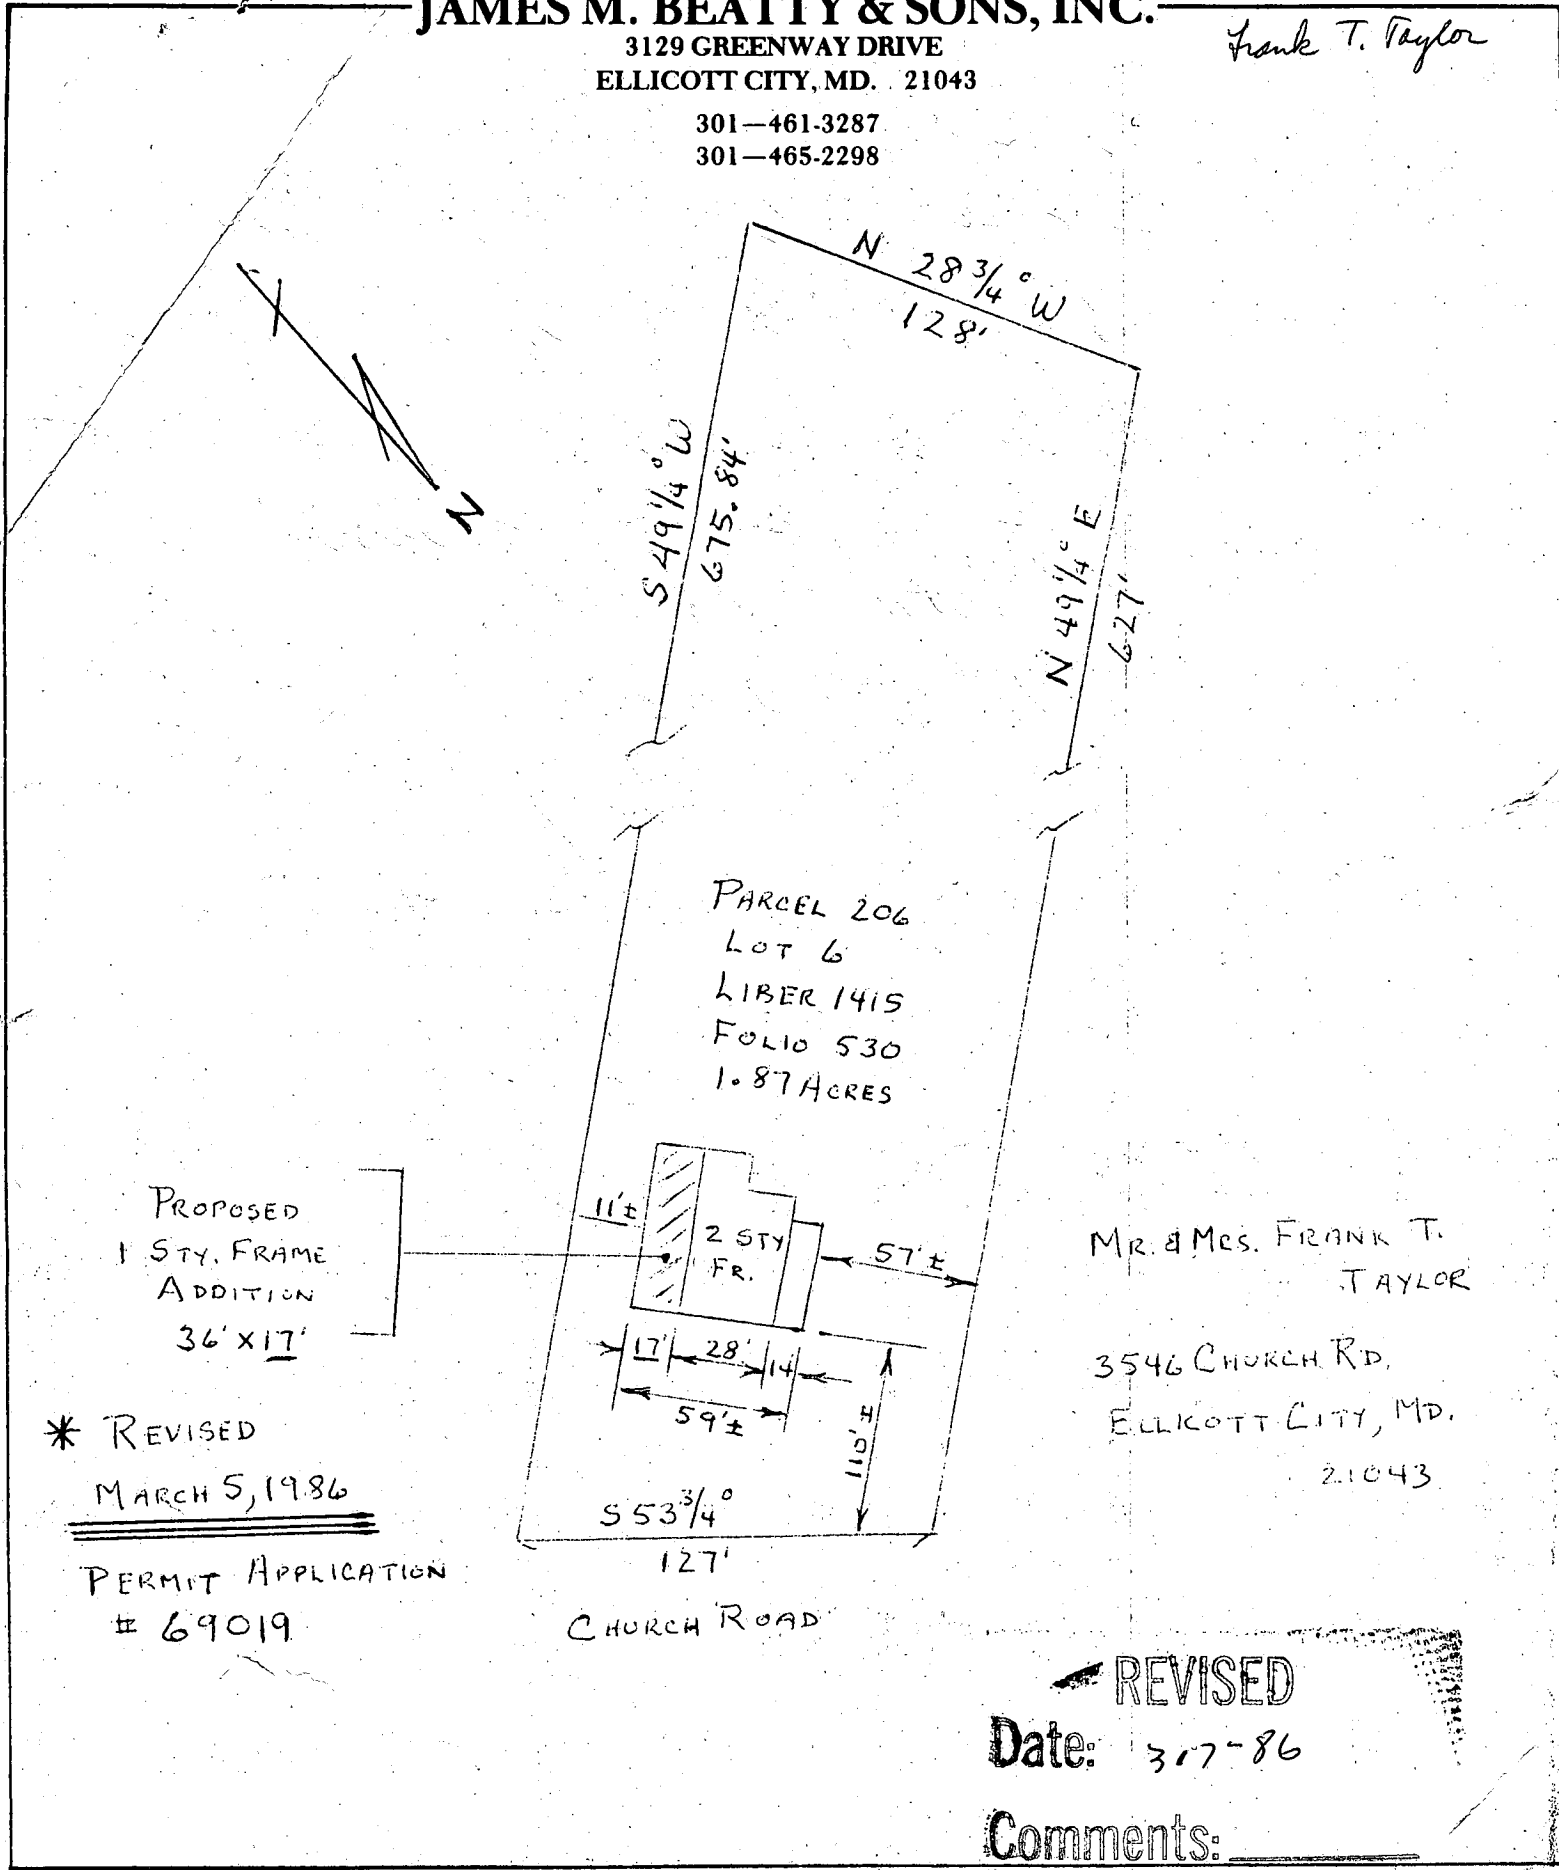 JAMES M. BEATTY & SONS, INC.
3129 GREENWAY DRIVE
ELLICOTT CITY, MD. 21043
301—461-3287
301—465-2298
Frank T. Taylor
N 28 3/4° W
128'
N
S 49 1/4° W
675.84'
N 49 1/4° E
627'
PARCEL 206
LOT 6
LIBER 1415
FOLIO 530
1.87 ACRES
PROPOSED
1 STY. FRAME
ADDITION
36' X 17'
11'±
2 STY
FR.
57'±
17'
28'
14
59'±
110'±
MR. & MRS. FRANK T.
TAYLOR
3546 CHURCH RD.
ELLICOTT CITY, MD.
21043
* REVISED
MARCH 5, 1986
PERMIT APPLICATION
# 69019
S 53 3/4°
127'
CHURCH ROAD
REVISED
Date: 3-7-86
Comments: